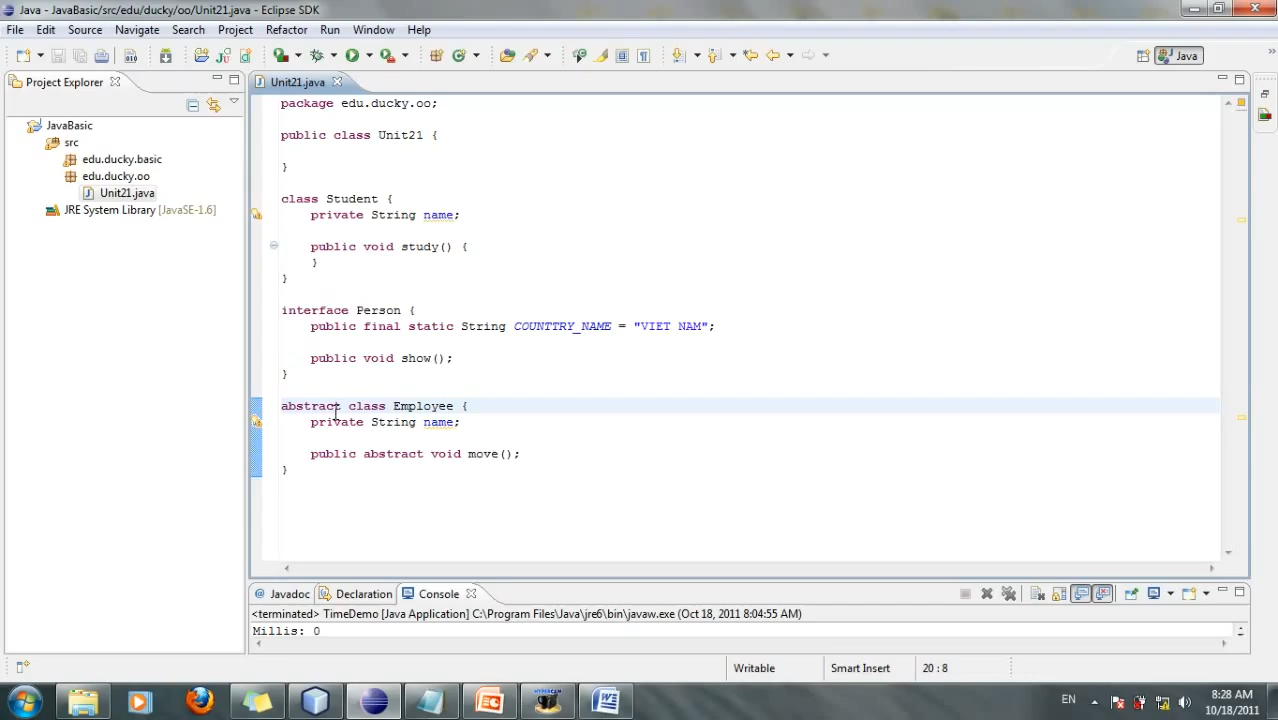 Java - JavaBasic/src/edu/ducky/oo/Unit21.java - Eclipse SDK
File Edit Source Refactor Navigate Search Project Refactor Run Window Help
Project Explorer
Unit21.java
Java
JavaBasic
src
edu.ducky.basic
edu.ducky.oo
Unit21.java
JRE System Library [JavaSE-1.6]
package edu.ducky.oo;
public class Unit21 {
}
class Student {
private String name;
public void study() {
}
}
interface Person {
public final static String COUNTTRY_NAME = "VIET NAM";
public void show();
}
abstract class Employee {
private String name;
public abstract void move();
}
@ Javadoc Declaration Console
<terminated> TimeDemo [Java Application] C:\Program Files\Java\jre6\bin\javaw.exe (Oct 18, 2011 8:04:55 AM)
Millis: 0
Writable Smart Insert 20 : 8
HYPERCAM
EN
8:28 AM
10/18/2011